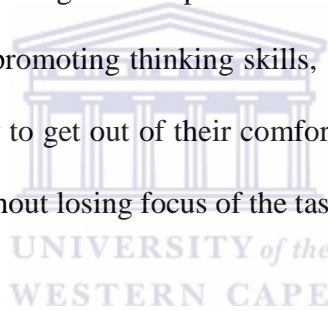 promoting thinking skills,
to get out of their comfor
hout losing focus of the tas
UNIVERSITY of the
WESTERN CAPE